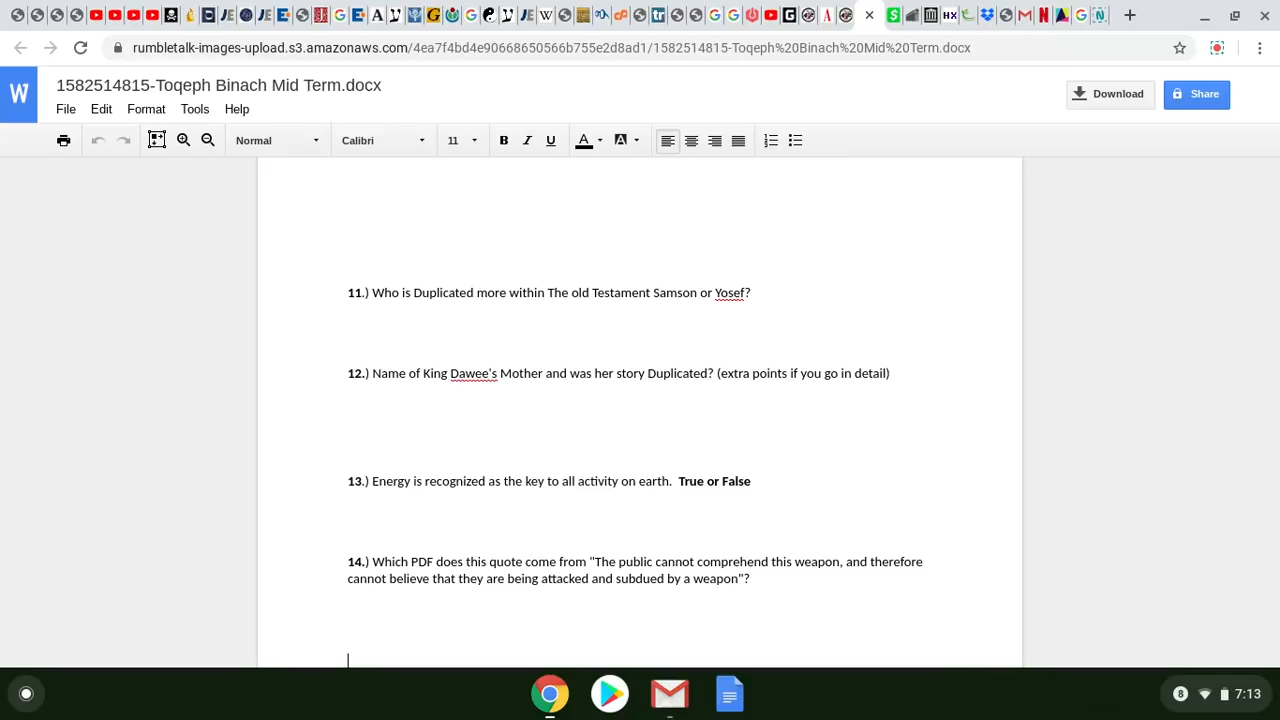 rumbletalk-images-upload.s3.amazonaws.com/4ea7f4bd4e90668650566b755e2d8ad1/1582514815-Toqeph%20Binach%20Mid%20Term.docx
1582514815-Toqeph Binach Mid Term.docx
File Edit Format Tools Help
Download Share
Normal Calibri 11 B I U A A
11.) Who is Duplicated more within The old Testament Samson or Yosef?
12.) Name of King Dawee's Mother and was her story Duplicated? (extra points if you go in detail)
13.) Energy is recognized as the key to all activity on earth. True or False
14.) Which PDF does this quote come from "The public cannot comprehend this weapon, and therefore
cannot believe that they are being attacked and subdued by a weapon"?
8 7:13